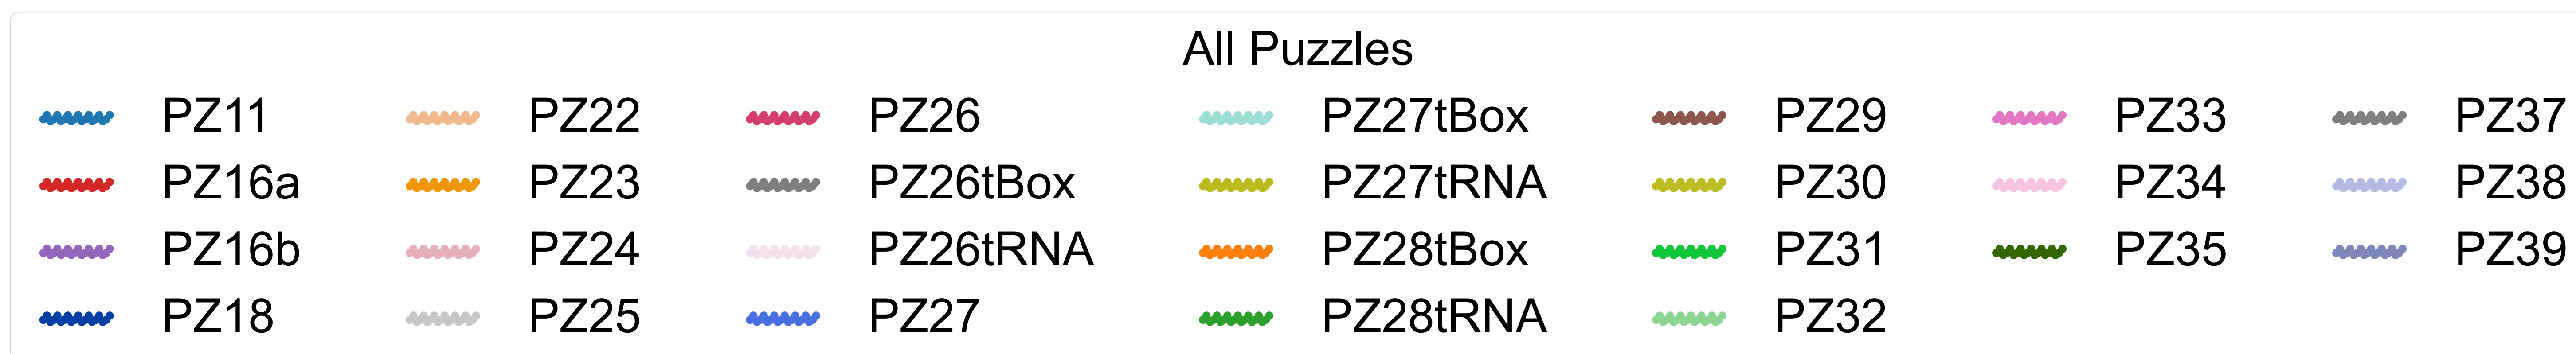 All Puzzles
PZ11 PZ22 PZ26 PZ27tBox PZ29 PZ33 PZ37
PZ16a PZ23 PZ26tBox PZ27tRNA PZ30 PZ34 PZ38
PZ16b PZ24 PZ26tRNA PZ28tBox PZ31 PZ35 PZ39
PZ18 PZ25 PZ27 PZ28tRNA PZ32